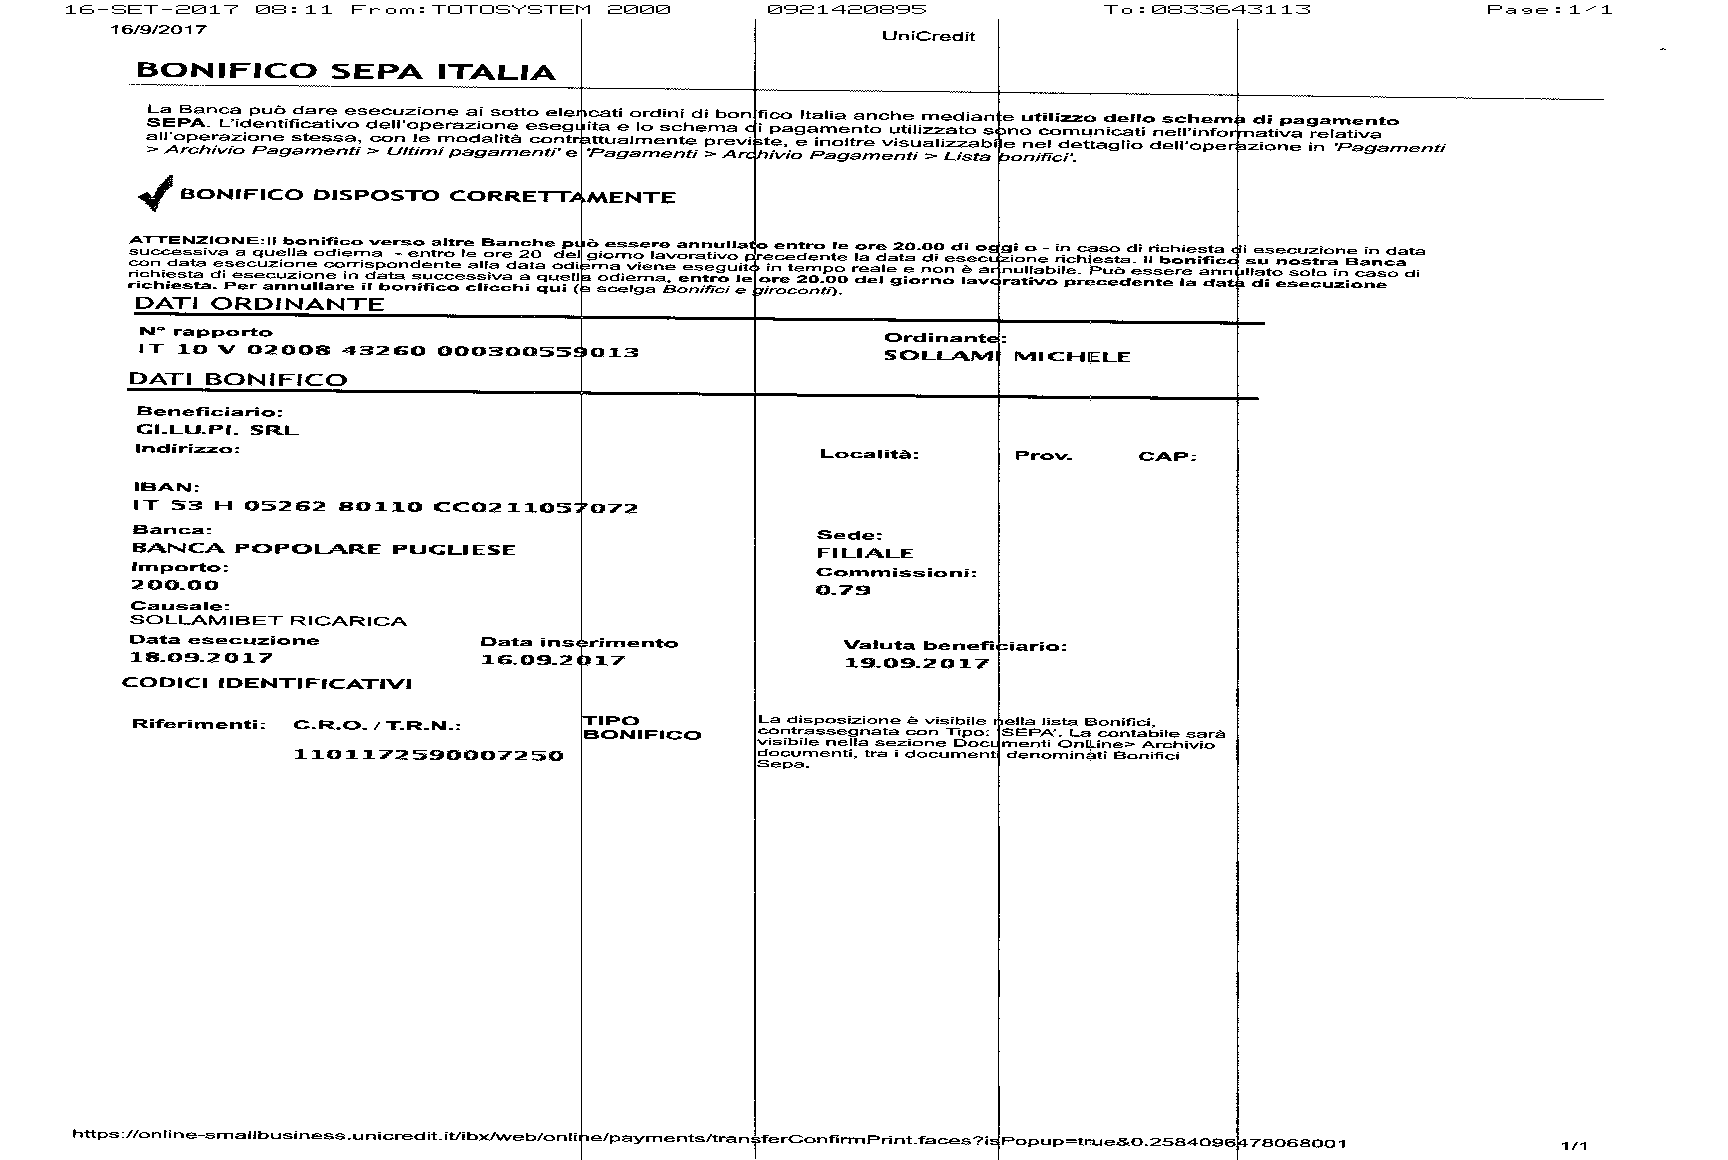 16-SET-2017 08:11 From:TOTOSYSTEM 2000 0921420895 To:0833643113 Page:1/1
16/9/2017 UniCredit
BONIFICO SEPA ITALIA
La Banca può dare esecuzione ai sotto elencati ordini di bonifico Italia anche mediante utilizzo dello schema di pagamento
SEPA. L'identificativo dell'operazione eseguita e lo schema di pagamento utilizzato sono comunicati nell'informativa relativa
all'operazione stessa, con le modalità contrattualmente previste, e inoltre visualizzabile nel dettaglio dell'operazione in 'Pagamenti
> Archivio Pagamenti > Ultimi pagamenti' e 'Pagamenti > Archivio Pagamenti > Lista bonifici'.
BONIFICO DISPOSTO CORRETTAMENTE
ATTENZIONE:Il bonifico verso altre Banche può essere annullato entro le ore 20.00 di oggi o - in caso di richiesta di esecuzione in data
successiva a quella odierna - entro le ore 20 del giorno lavorativo precedente la data di esecuzione richiesta. Il bonifico su nostra Banca
con data esecuzione corrispondente alla data odierna viene eseguito in tempo reale e non è annullabile. Può essere annullato solo in caso di
richiesta di esecuzione in data successiva a quella odierna, entro le ore 20.00 del giorno lavorativo precedente la data di esecuzione
richiesta. Per annullare il bonifico clicchi qui (e scelga Bonifici e giroconti).
DATI ORDINANTE
N° rapporto Ordinante:
IT 10 V 02008 43260 000300559013 SOLLAMI MICHELE
DATI BONIFICO
Beneficiario:
GI.LU.PI. SRL
Indirizzo: Località: Prov. CAP:
IBAN:
IT 53 H 05262 80110 CC0211057072
Banca: Sede:
BANCA POPOLARE PUGLIESE FILIALE
Importo: Commissioni:
200.00 0.79
Causale:
SOLLAMIBET RICARICA
Data esecuzione Data inserimento Valuta beneficiario:
18.09.2017 16.09.2017 19.09.2017
CODICI IDENTIFICATIVI
Riferimenti: C.R.O. / T.R.N.:
1101172590007250
TIPO
BONIFICO
La disposizione è visibile nella lista Bonifici,
contrassegnata con Tipo: 'SEPA'. La contabile sarà
visibile nella sezione Documenti OnLine> Archivio
documenti, tra i documenti denominati Bonifici
Sepa.
https://online-smallbusiness.unicredit.it/ibx/web/online/payments/transferConfirmPrint.faces?isPopup=true&0.2584096478068001 1/1